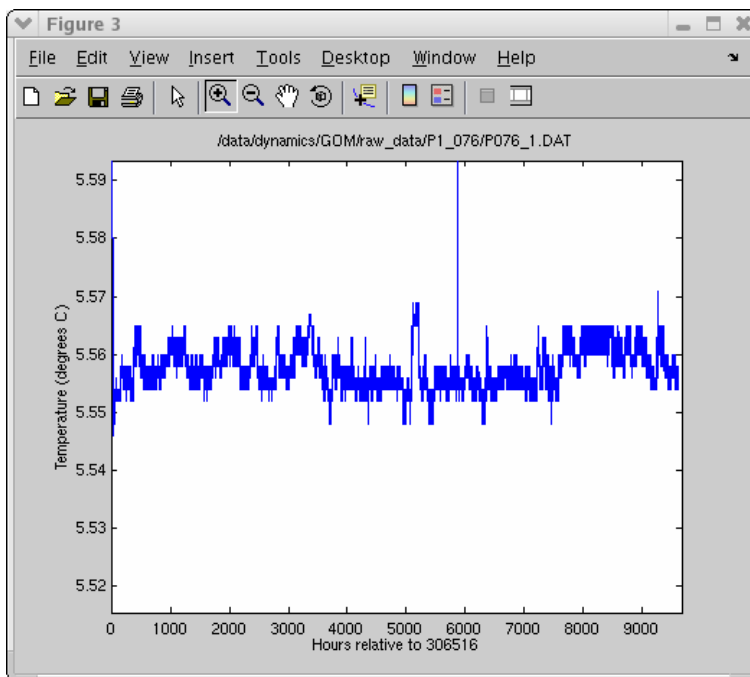 Figure 3
File Edit View Insert Tools Desktop Window Help
/data/dynamics/GOM/raw_data/P1_076/P076_1.DAT
5.59
5.58
5.57
5.56
5.55
5.54
5.53
5.52
Temperature (degrees C)
0 1000 2000 3000 4000 5000 6000 7000 8000 9000
Hours relative to 306516